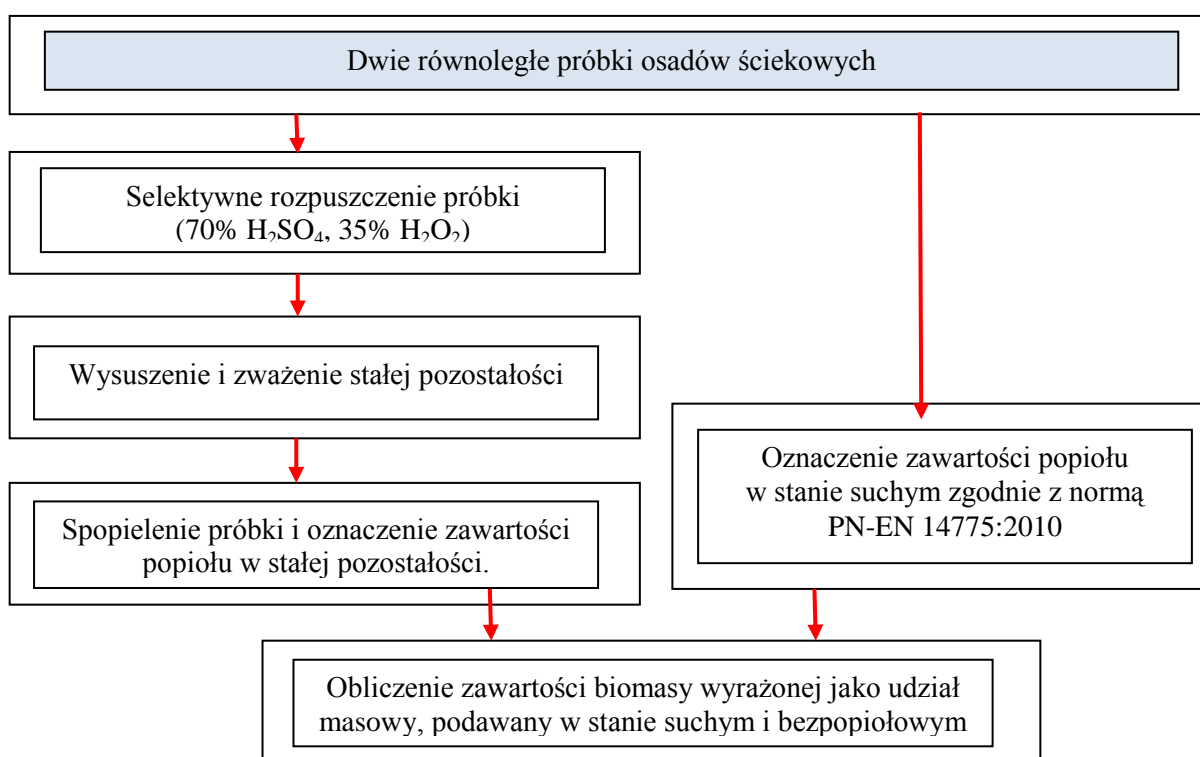 Dwie równoległe próbki osadów ściekowych
Selektywne rozpuszczenie próbki
(70% H₂SO₄, 35% H₂O₂)
Wysuszenie i zważenie stałej pozostałości
Spopielenie próbki i oznaczenie zawartości
popiołu w stałej pozostałości.
Oznaczenie zawartości popiołu
w stanie suchym zgodnie z normą
PN-EN 14775:2010
Obliczenie zawartości biomasy wyrażonej jako udział
masowy, podawany w stanie suchym i bezpopiołowym